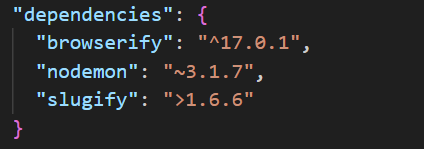 "dependencies": {
"browserify": "^17.0.1",
"nodemon": "~3.1.7",
"slugify": ">1.6.6"
}